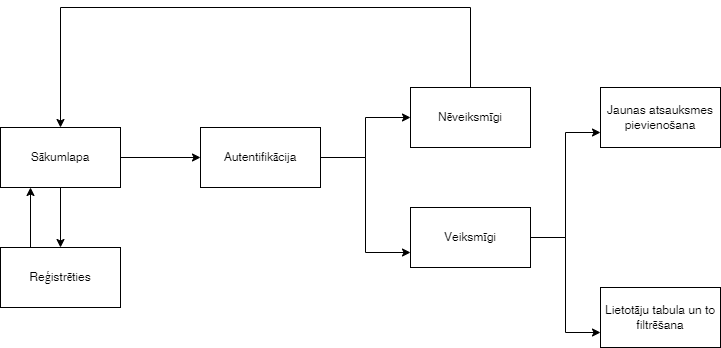 Nēveiksmīgi
Jaunas atsauksmes
pievienošana
Sākumlapa
Autentifikācija
Veiksmīgi
Reģistrēties
Lietotāju tabula un to
filtrēšana